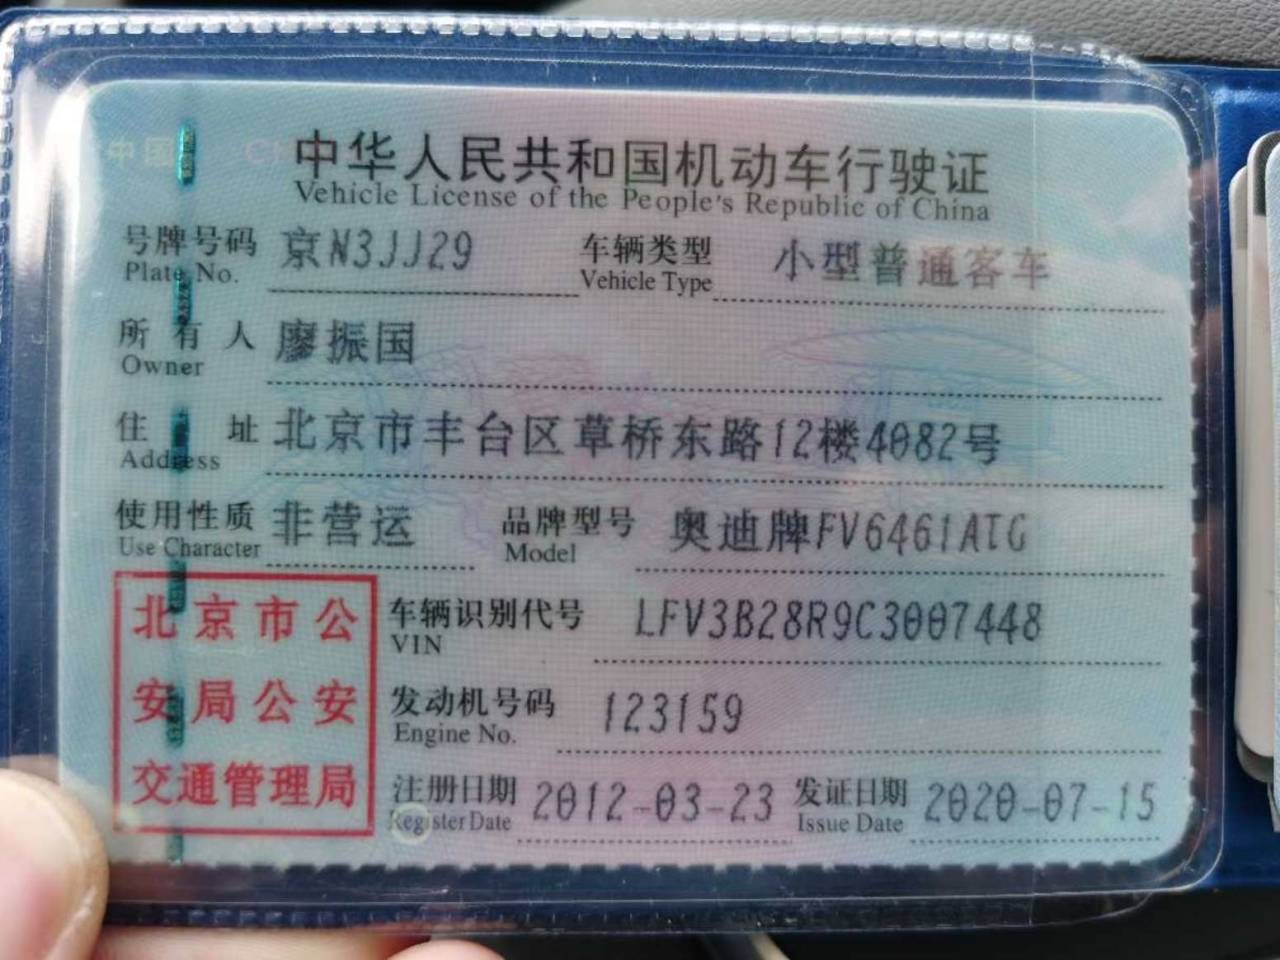 中国 C
中华人民共和国机动车行驶证
Vehicle License of the People's Republic of China
号牌号码 京N3JJ29 车辆类型 小型普通客车
Plate No. Vehicle Type
所有人 廖振国
Owner
住址 北京市丰台区草桥东路12楼4082号
Address
使用性质 非营运 品牌型号 奥迪牌FV6461ATG
Use Character Model
北京市公
安局公安
交通管理局
车辆识别代号 LFV3B28R9C3007448
VIN
发动机号码 123159
Engine No.
注册日期 2012-03-23 发证日期 2020-07-15
Register Date Issue Date